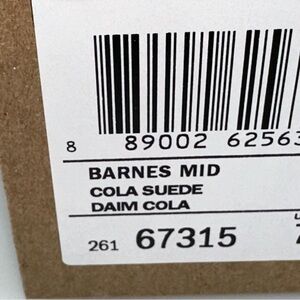 8 89002 62563
BARNES MID
COLA SUEDE
DAIM COLA
261 67315